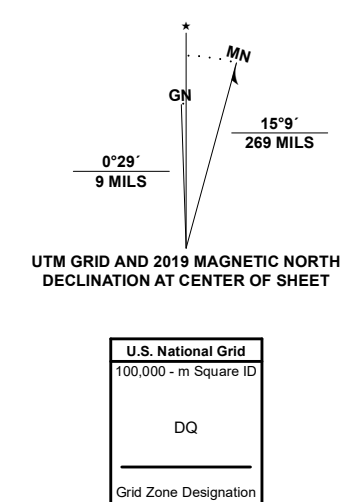 ★
MN
GN
15°9´
269 MILS
0°29´
9 MILS
UTM GRID AND 2019 MAGNETIC NORTH
DECLINATION AT CENTER OF SHEET
U.S. National Grid
100,000 - m Square ID
DQ
Grid Zone Designation